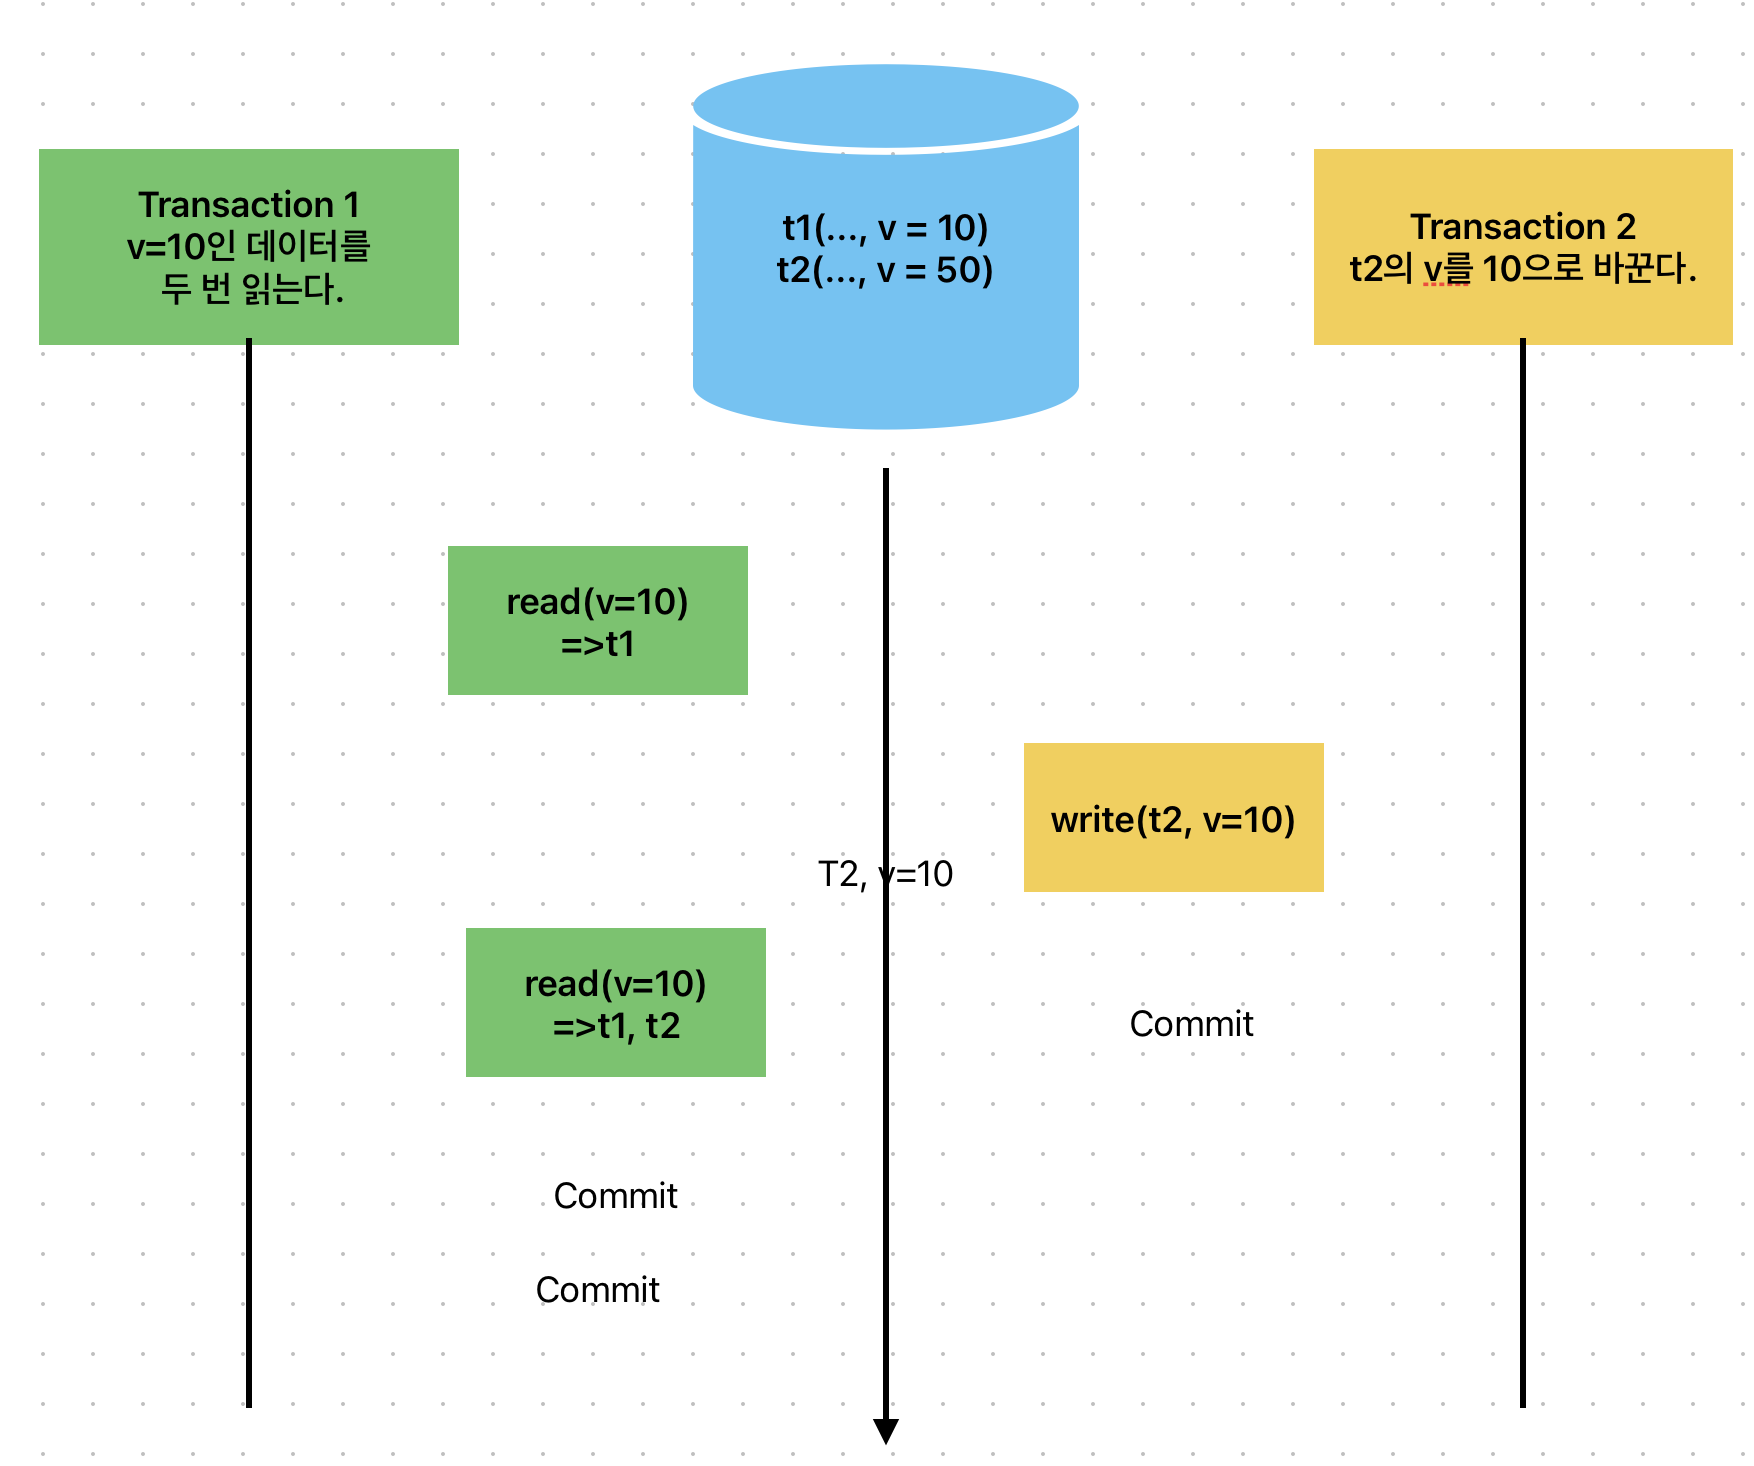 Transaction 1
v=10인 데이터를
두 번 읽는다.
t1(..., v = 10)
t2(..., v = 50)
Transaction 2
t2의 v를 10으로 바꾼다.
read(v=10)
=>t1
write(t2, v=10)
T2, v=10
read(v=10)
=>t1, t2
Commit
Commit
Commit